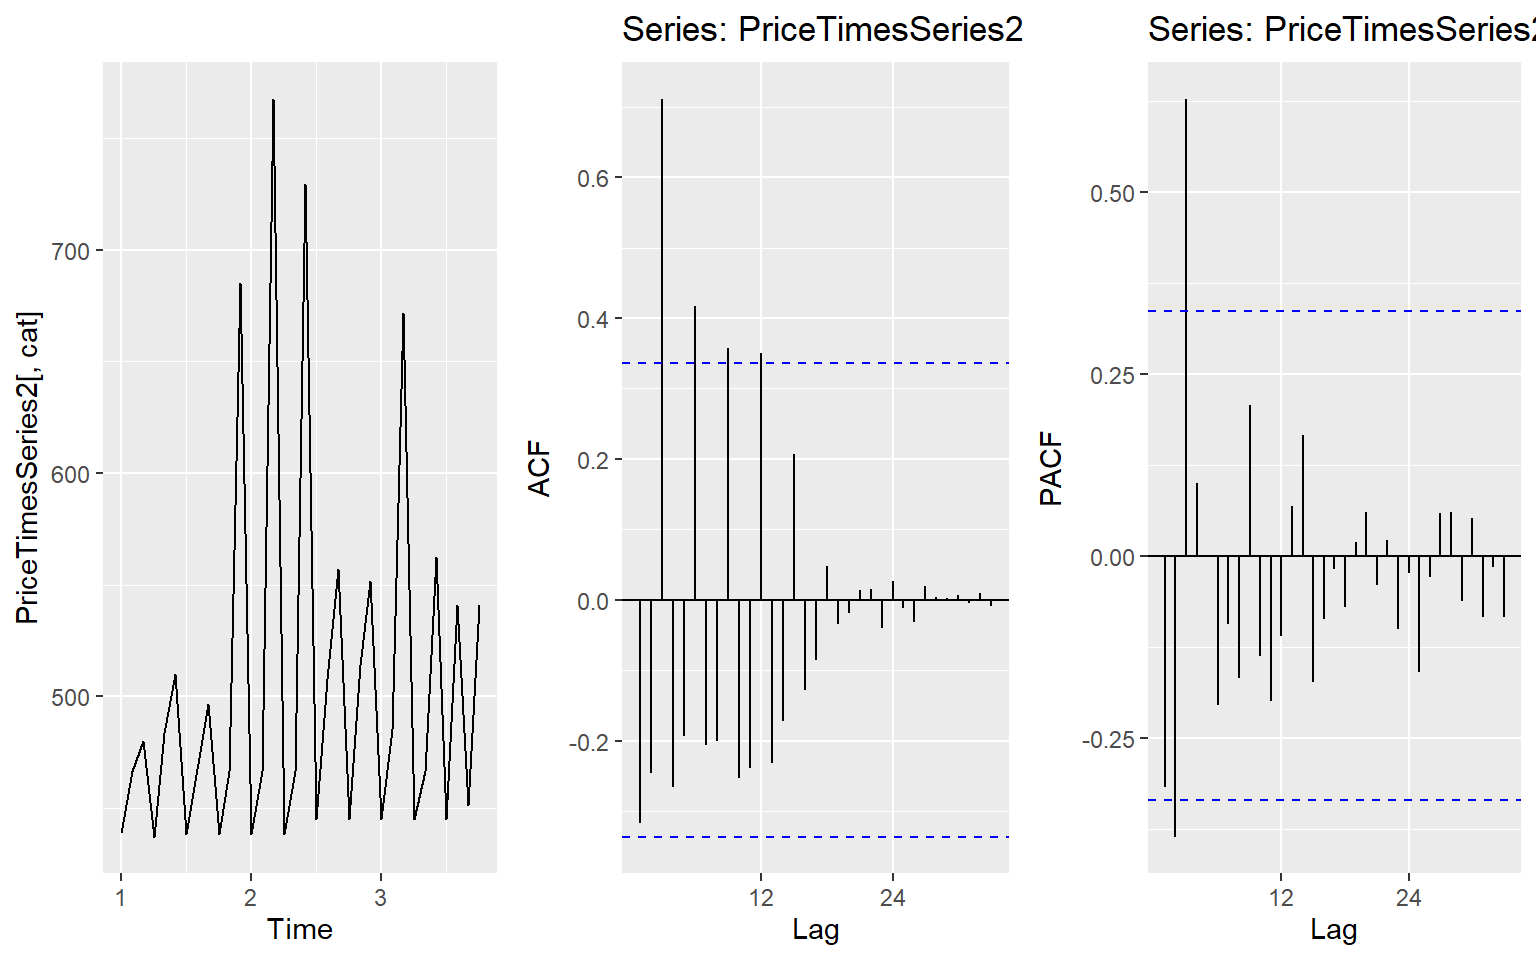 PriceTimesSeries2[, cat]
700
600
500
1
2
3
Time
Series: PriceTimesSeries2
ACF
0.6
0.4
0.2
0.0
-0.2
12
24
Lag
Series: PriceTimesSeries2
PACF
0.50
0.25
0.00
-0.25
12
24
Lag